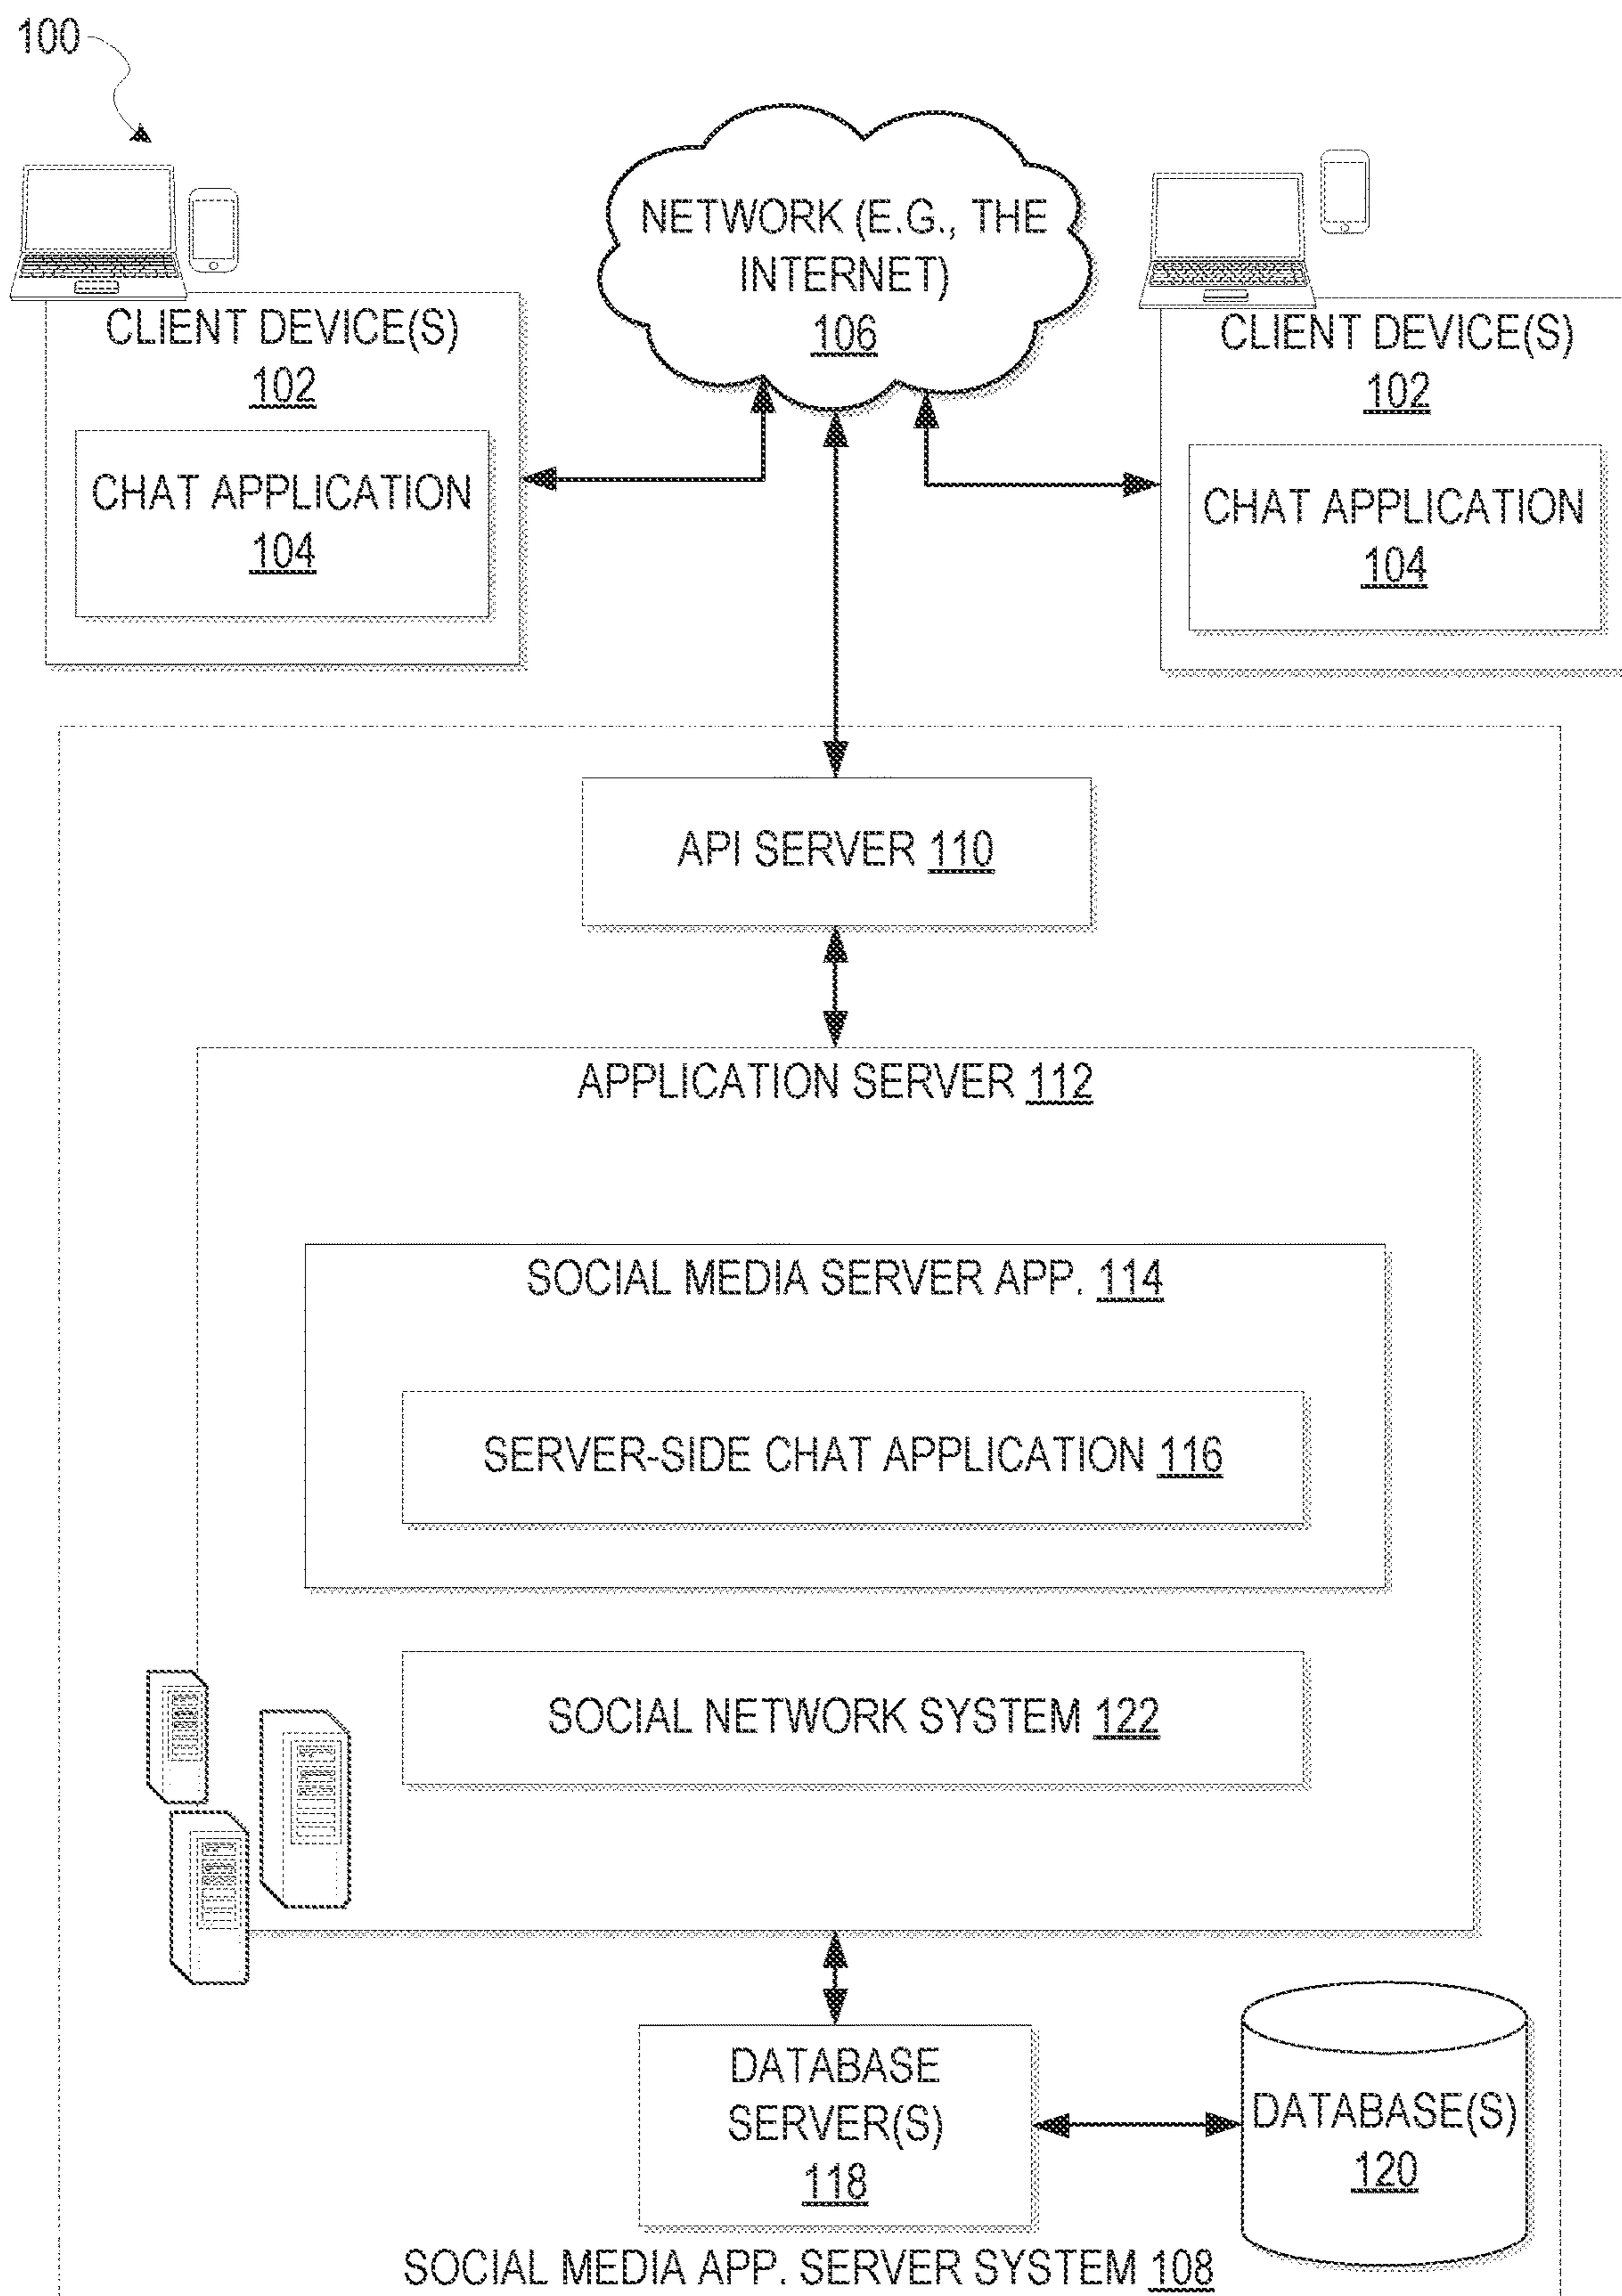 100
NETWORK (E.G., THE
INTERNET)
106
CLIENT DEVICE(S)
102
CHAT APPLICATION
104
CLIENT DEVICE(S)
102
CHAT APPLICATION
104
API SERVER 110
APPLICATION SERVER 112
SOCIAL MEDIA SERVER APP. 114
SERVER-SIDE CHAT APPLICATION 116
SOCIAL NETWORK SYSTEM 122
DATABASE
SERVER(S)
118
DATABASE(S)
120
SOCIAL MEDIA APP. SERVER SYSTEM 108